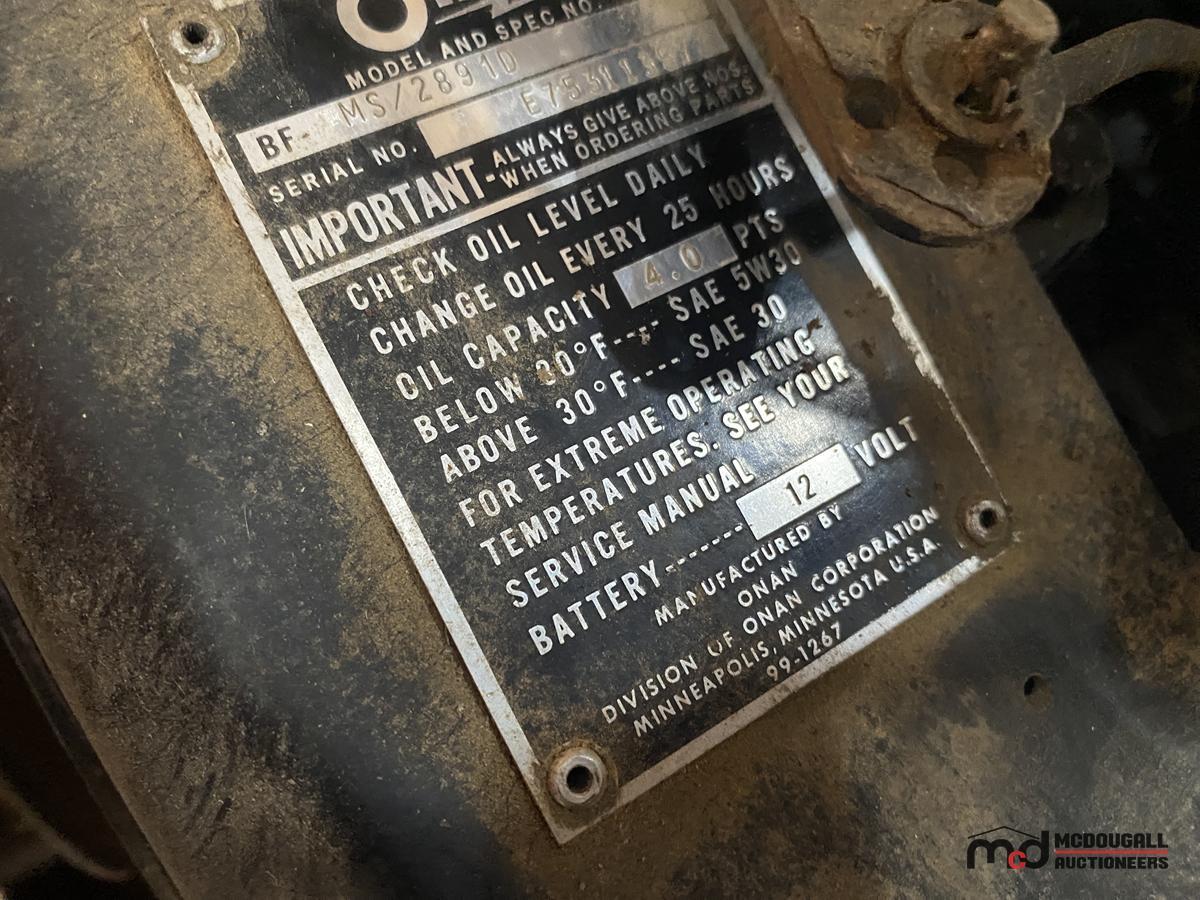 MODEL AND SPEC NO.
BF- MS/2891D
SERIAL NO.
IMPORTANT- ALWAYS GIVE ABOVE NOS.
WHEN ORDERING PARTS
CHECK OIL LEVEL DAILY
CHANGE OIL EVERY 25 HOURS
OIL CAPACITY 4.0 PTS
BELOW 30°F---- SAE 5W30
ABOVE 30°F---- SAE 30
FOR EXTREME OPERATING
TEMPERATURES. SEE YOUR
SERVICE MANUAL
BATTERY------- 12 VOLT
MANUFACTURED BY
ONAN
DIVISION OF ONAN CORPORATION
MINNEAPOLIS, MINNESOTA U.S.A.
99-1267
mcd MCDOUGALL
AUCTIONEERS